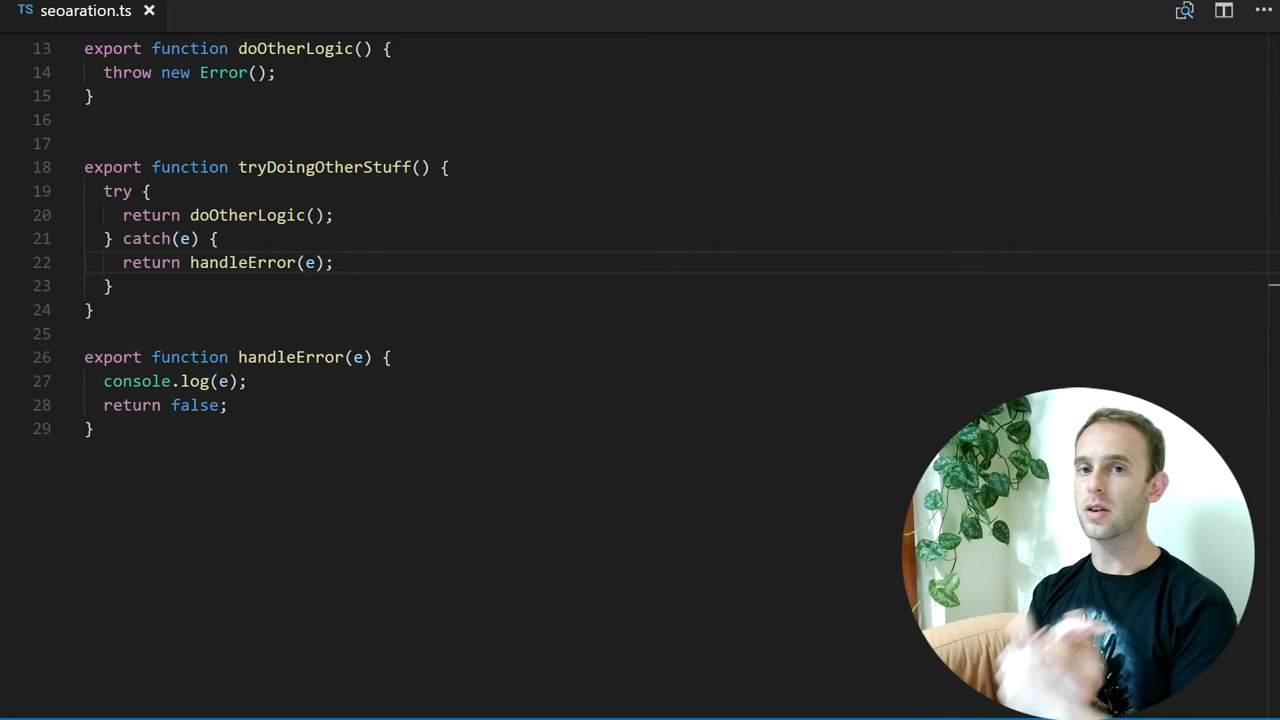 TS seoaration.ts ×
13 export function doOtherLogic() {
14 throw new Error();
15 }
16
17
18 export function tryDoingOtherStuff() {
19 try {
20 return doOtherLogic();
21 } catch(e) {
22 return handleError(e);
23 }
24 }
25
26 export function handleError(e) {
27 console.log(e);
28 return false;
29 }